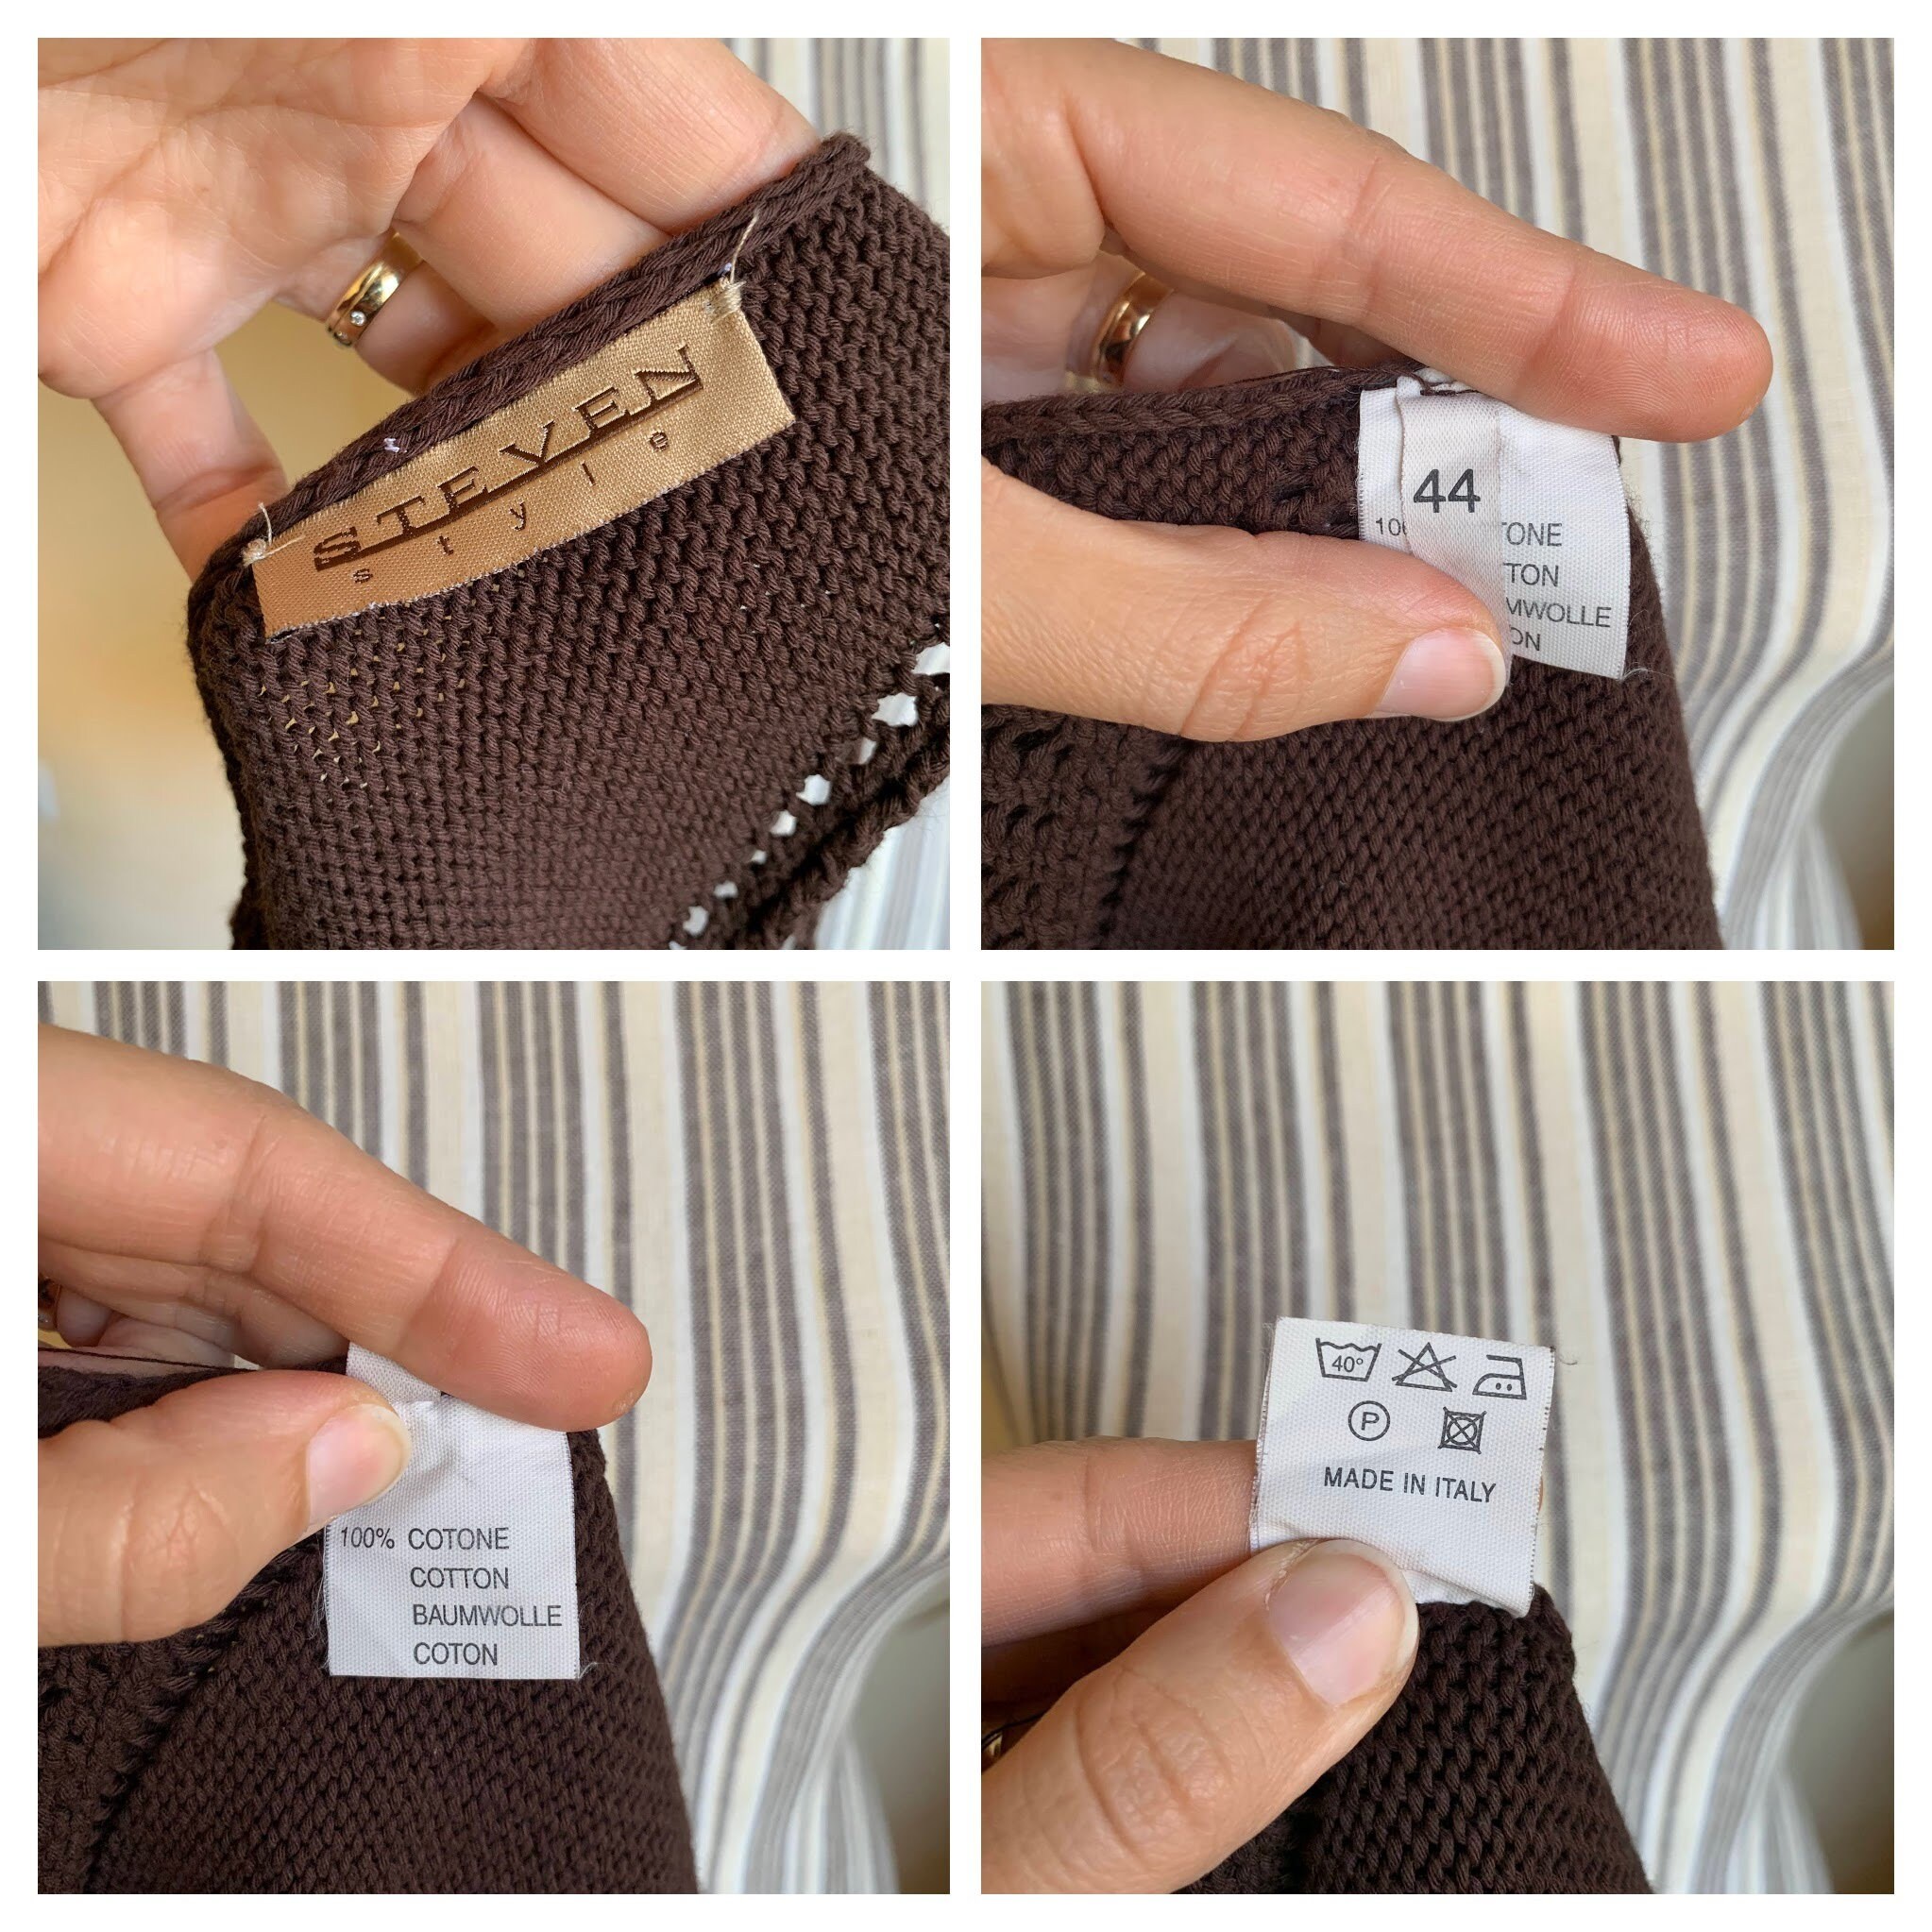 STEVEN
style
44
100% COTONE
COTTON
BAUMWOLLE
COTON
40°
P
MADE IN ITALY